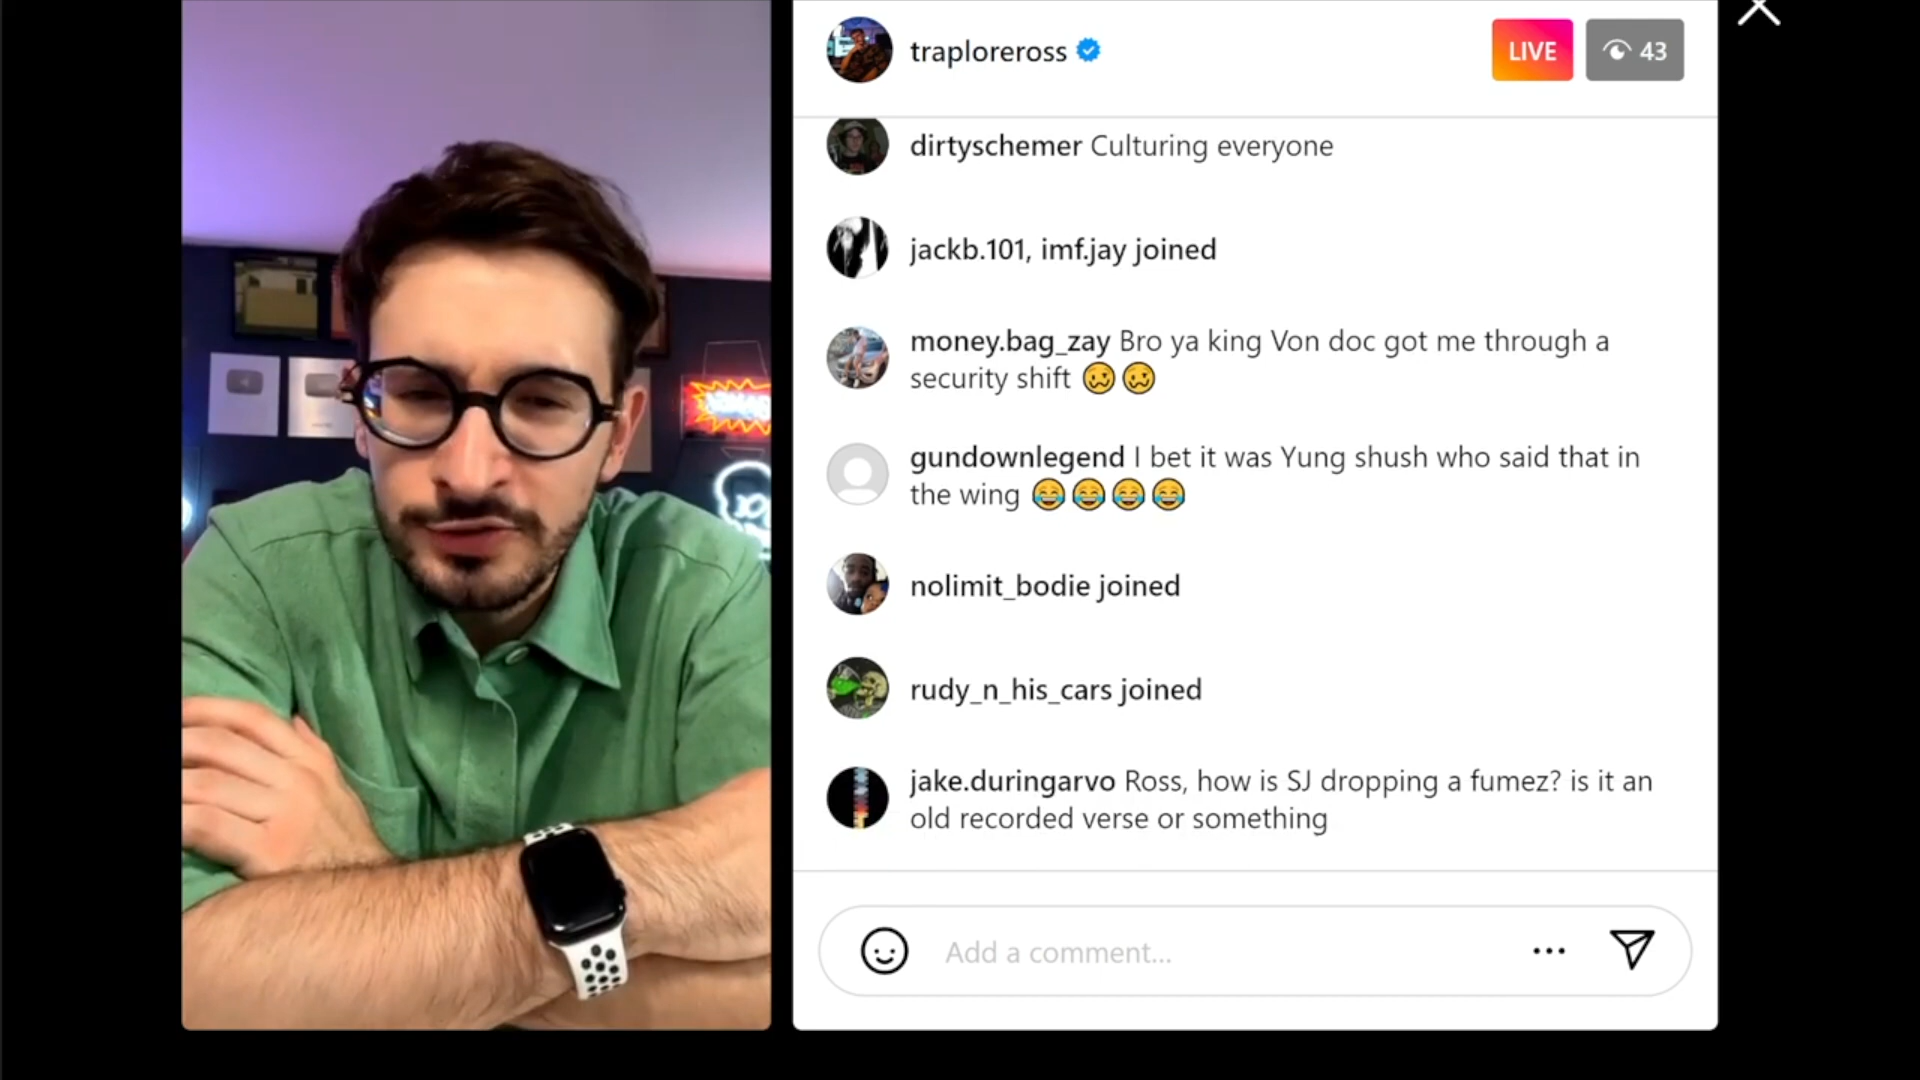 traploreross
LIVE
43
dirtyschemer Culturing everyone
jackb.101, imf.jay joined
money.bag_zay Bro ya king Von doc got me through a
security shift 🥴🥴
gundownlegend I bet it was Yung shush who said that in
the wing 😂😂😂😂
nolimit_bodie joined
rudy_n_his_cars joined
jake.duringarvo Ross, how is SJ dropping a fumez? is it an
old recorded verse or something
Add a comment...